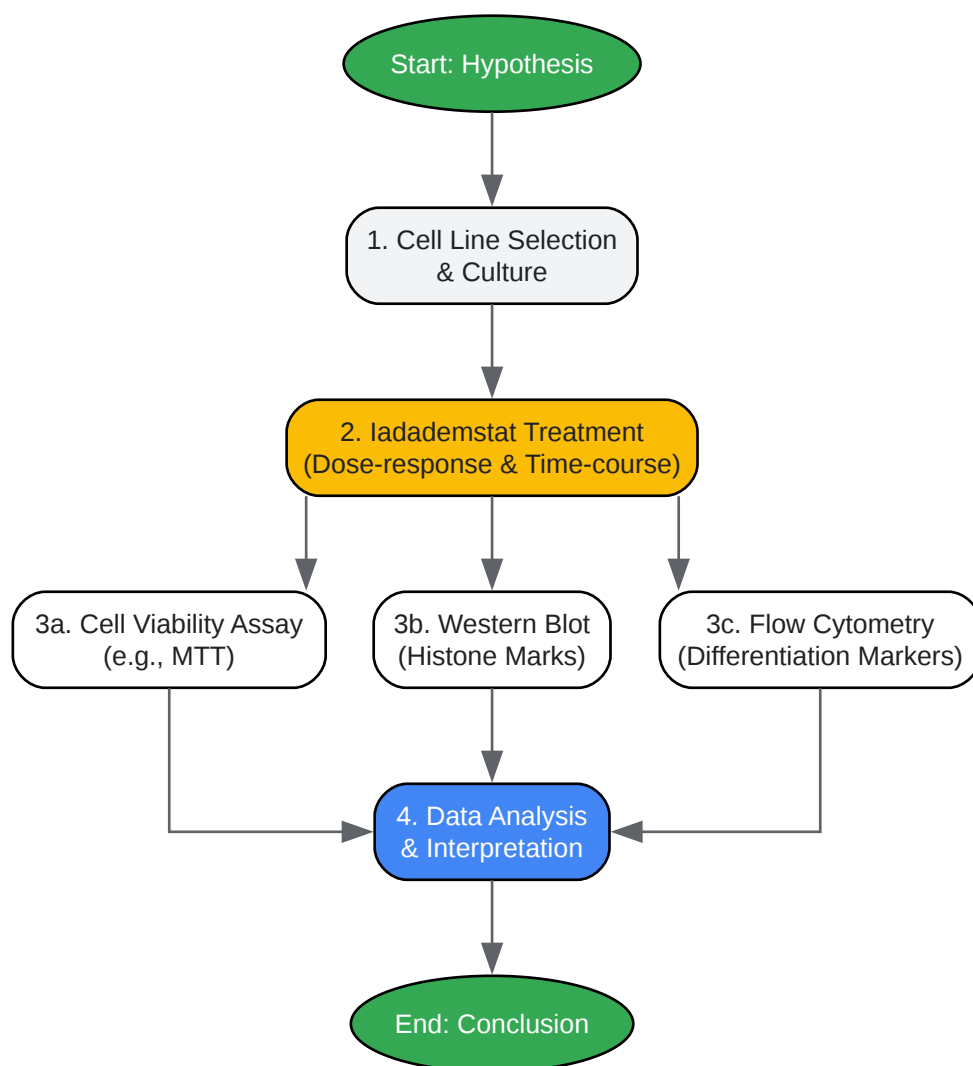 Start: Hypothesis
1. Cell Line Selection
& Culture
2. Iadademstat Treatment
(Dose-response & Time-course)
3a. Cell Viability Assay
(e.g., MTT)
3b. Western Blot
(Histone Marks)
3c. Flow Cytometry
(Differentiation Markers)
4. Data Analysis
& Interpretation
End: Conclusion